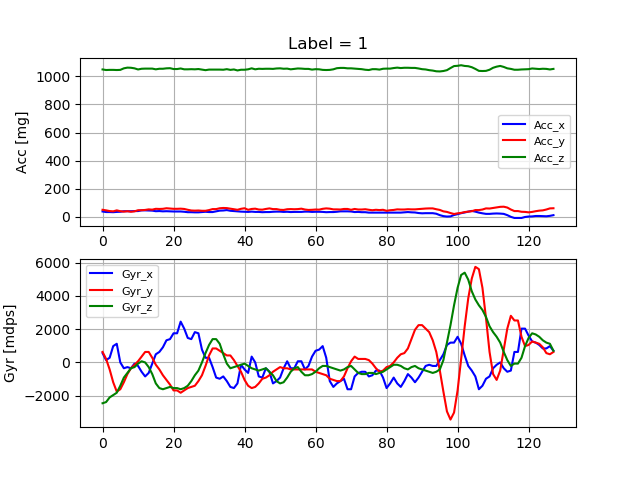 Label = 1
Acc [mg]
1000
800
600
400
200
0
Acc_x
Acc_y
Acc_z
0 20 40 60 80 100 120
Gyr [mdps]
6000
4000
2000
0
−2000
Gyr_x
Gyr_y
Gyr_z
0 20 40 60 80 100 120